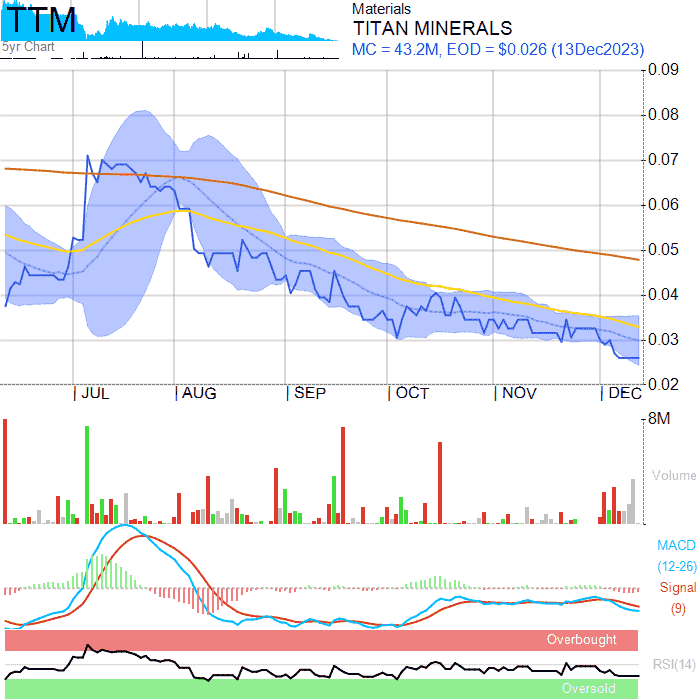 TTM
5yr Chart
Materials
TITAN MINERALS
MC = 43.2M, EOD = $0.026 (13Dec2023)
0.09
0.08
0.07
0.06
0.05
0.04
0.03
0.02
JUL AUG SEP OCT NOV DEC
8M
Volume
MACD
(12-26)
Signal
(9)
Overbought
RSI(14)
Oversold